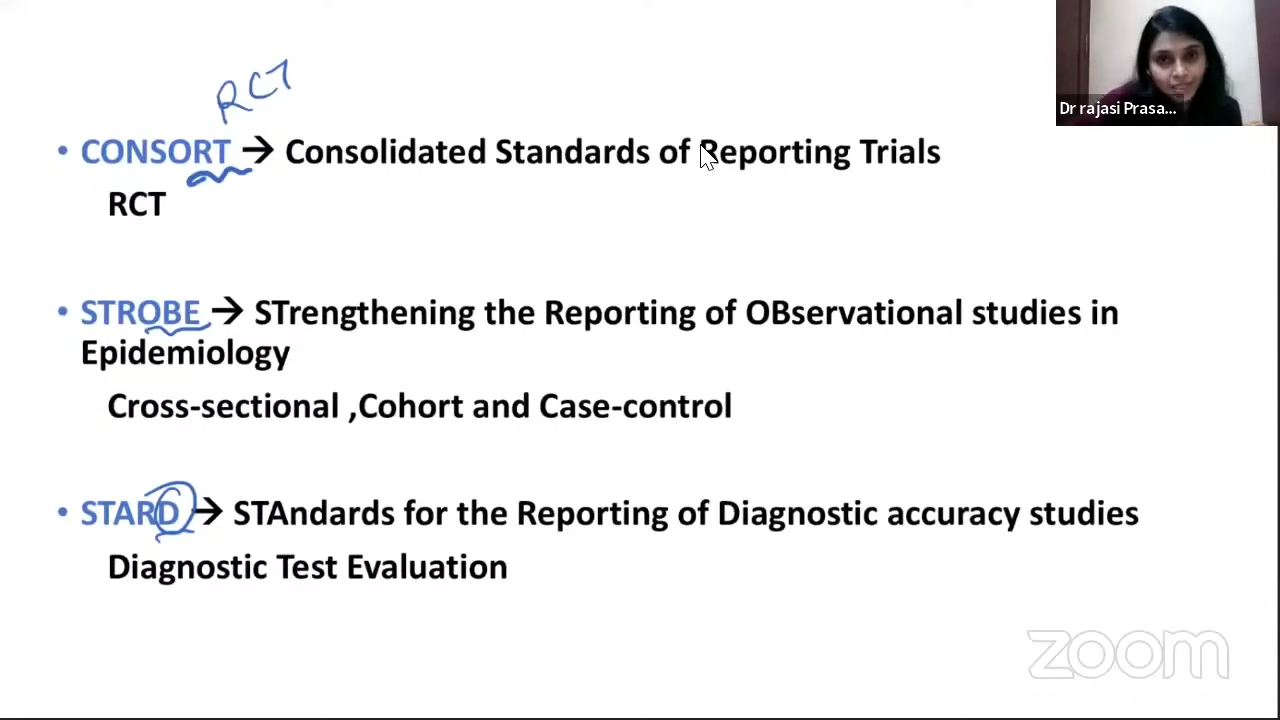 RCT
Dr rajasi Prasa...
• CONSORT → Consolidated Standards of Reporting Trials
RCT
• STROBE → STrengthening the Reporting of OBservational studies in
Epidemiology
Cross-sectional ,Cohort and Case-control
• STARD → STAndards for the Reporting of Diagnostic accuracy studies
Diagnostic Test Evaluation
zoom